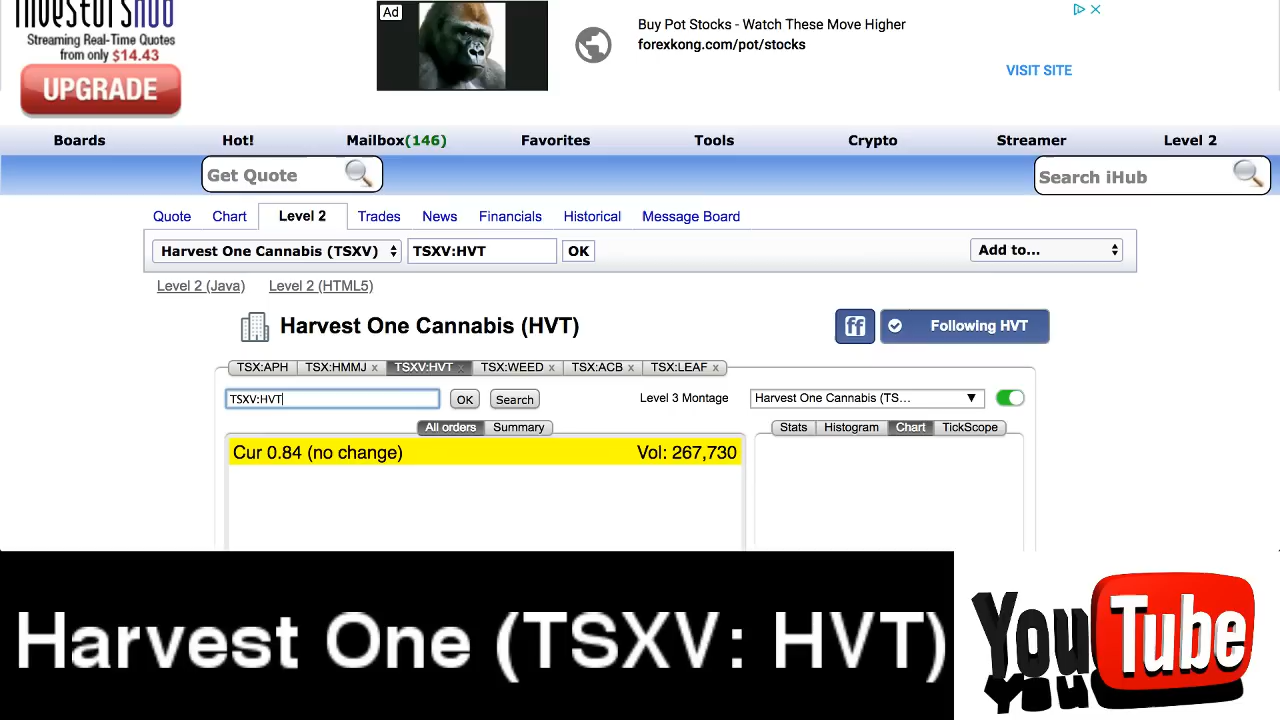 InvestorsHub
Streaming Real-Time Quotes
from only $14.43
UPGRADE
Ad
Buy Pot Stocks - Watch These Move Higher
forexkong.com/pot/stocks
VISIT SITE
Boards Hot! Mailbox(146) Favorites Tools Crypto Streamer Level 2
Get Quote Search iHub
Quote Chart Level 2 Trades News Financials Historical Message Board
Harvest One Cannabis (TSXV) TSXV:HVT OK Add to...
Level 2 (Java) Level 2 (HTML5)
Harvest One Cannabis (HVT) ff Following HVT
TSX:APH TSX:HMMJ x TSXV:HVT x TSX:WEED x TSX:ACB x TSX:LEAF x
TSXV:HVT OK Search Level 3 Montage Harvest One Cannabis (TS...
All orders Summary Stats Histogram Chart TickScope
Cur 0.84 (no change) Vol: 267,730
Harvest One (TSXV: HVT)
YouTube